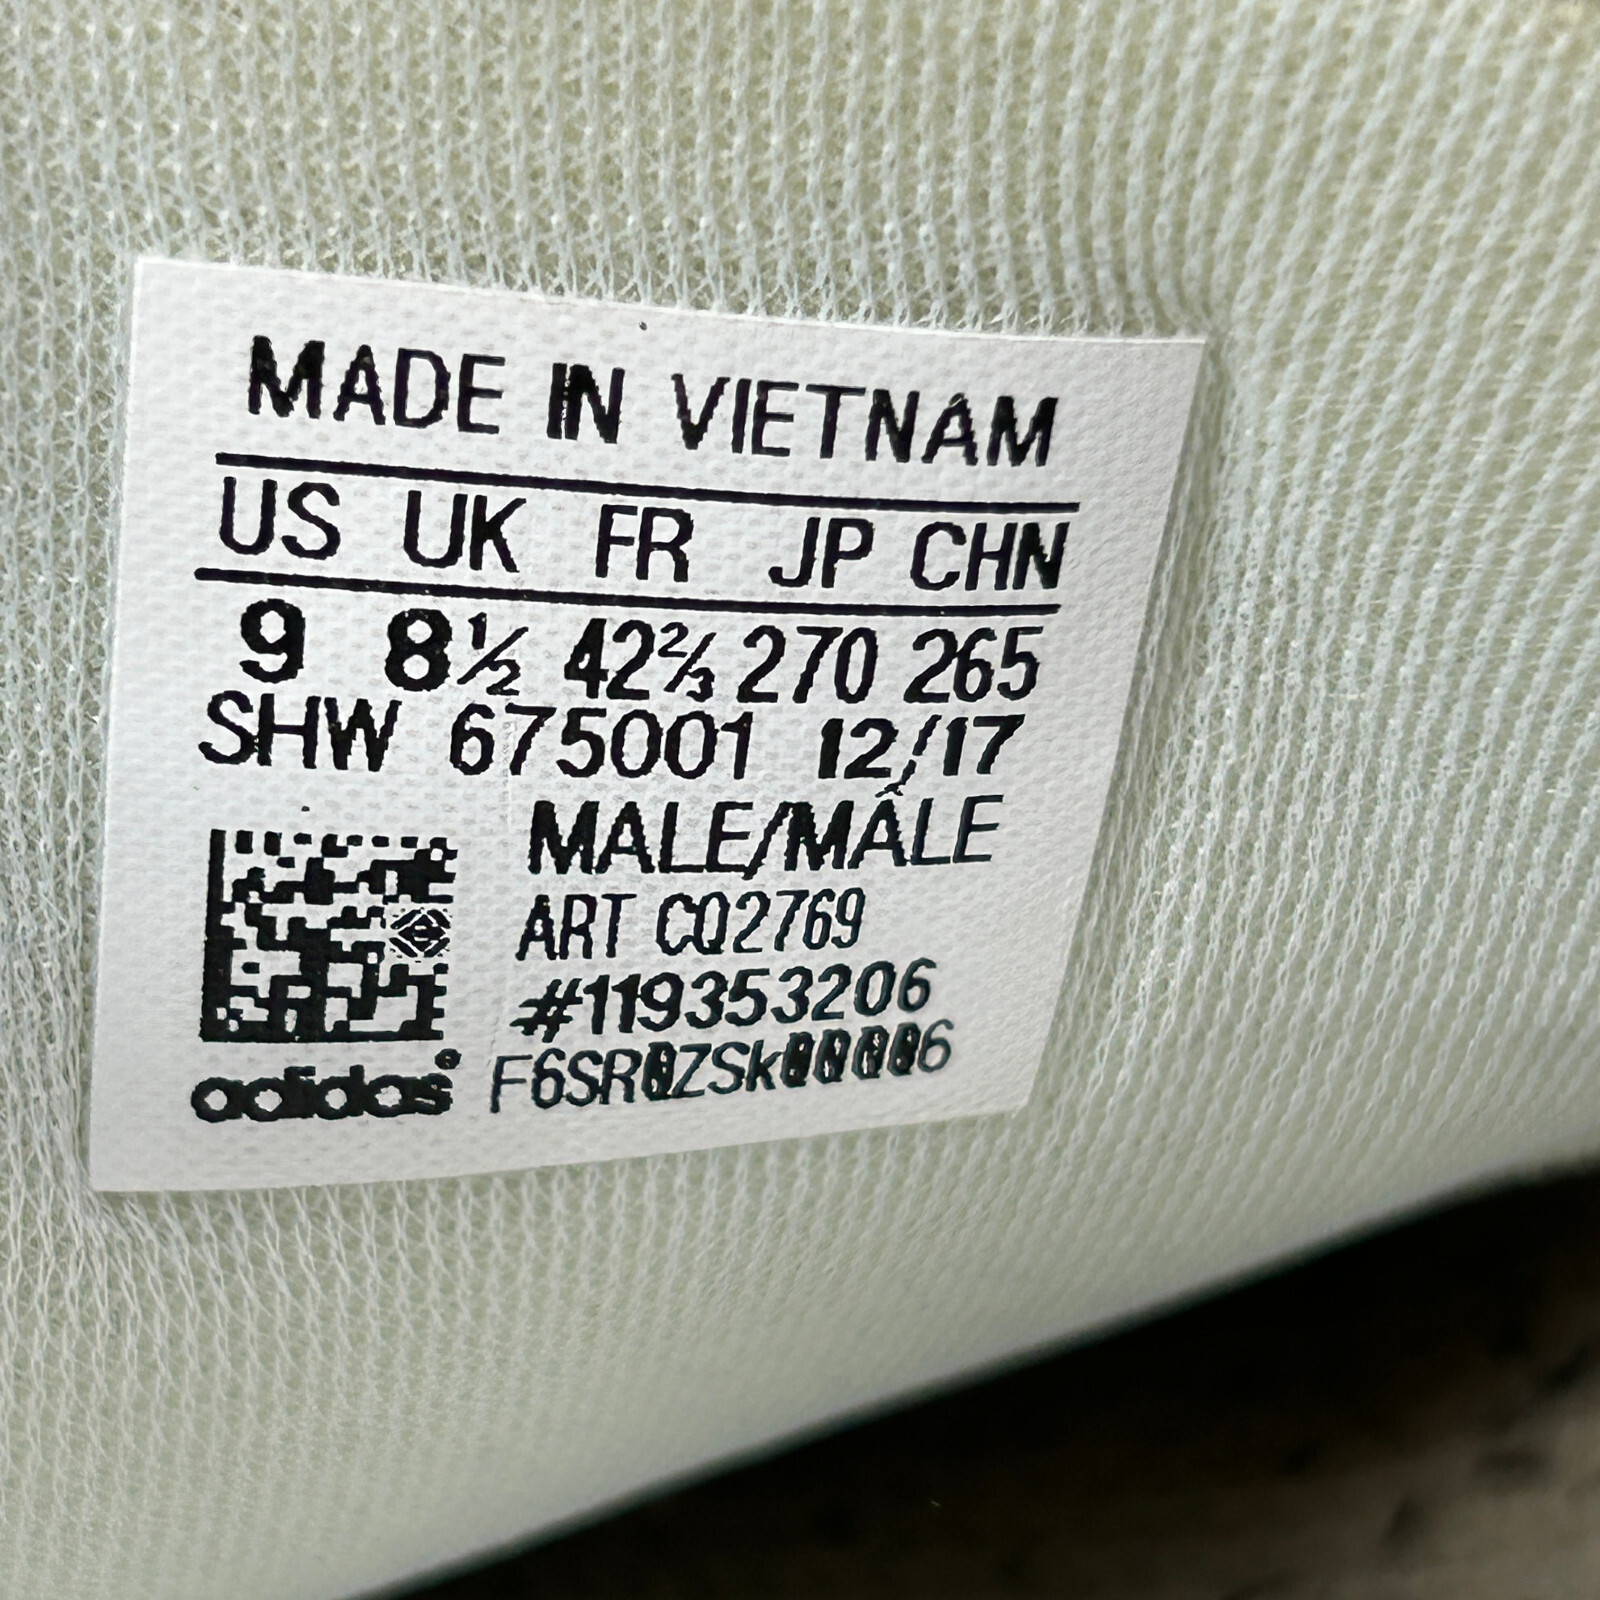 MADE IN VIETNAM
US UK FR JP CHN
9 8½ 42⅔ 270 265
SHW 675001 12/17
MALE/MÂLE
ART CQ2769
#119353206
F6SR0ZSk00006
adidas®